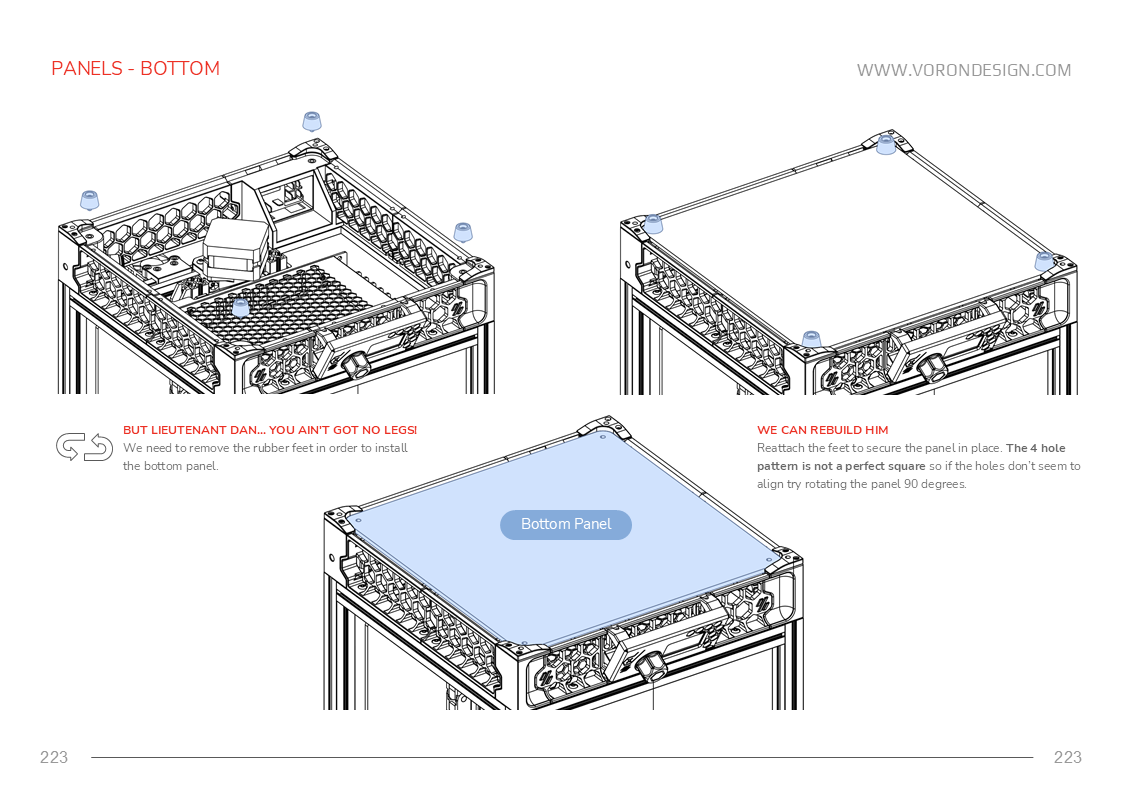 PANELS - BOTTOM
WWW.VORONDESIGN.COM
BUT LIEUTENANT DAN... YOU AIN'T GOT NO LEGS!
We need to remove the rubber feet in order to install
the bottom panel.
WE CAN REBUILD HIM
Reattach the feet to secure the panel in place. The 4 hole
pattern is not a perfect square so if the holes don't seem to
align try rotating the panel 90 degrees.
Bottom Panel
223
223